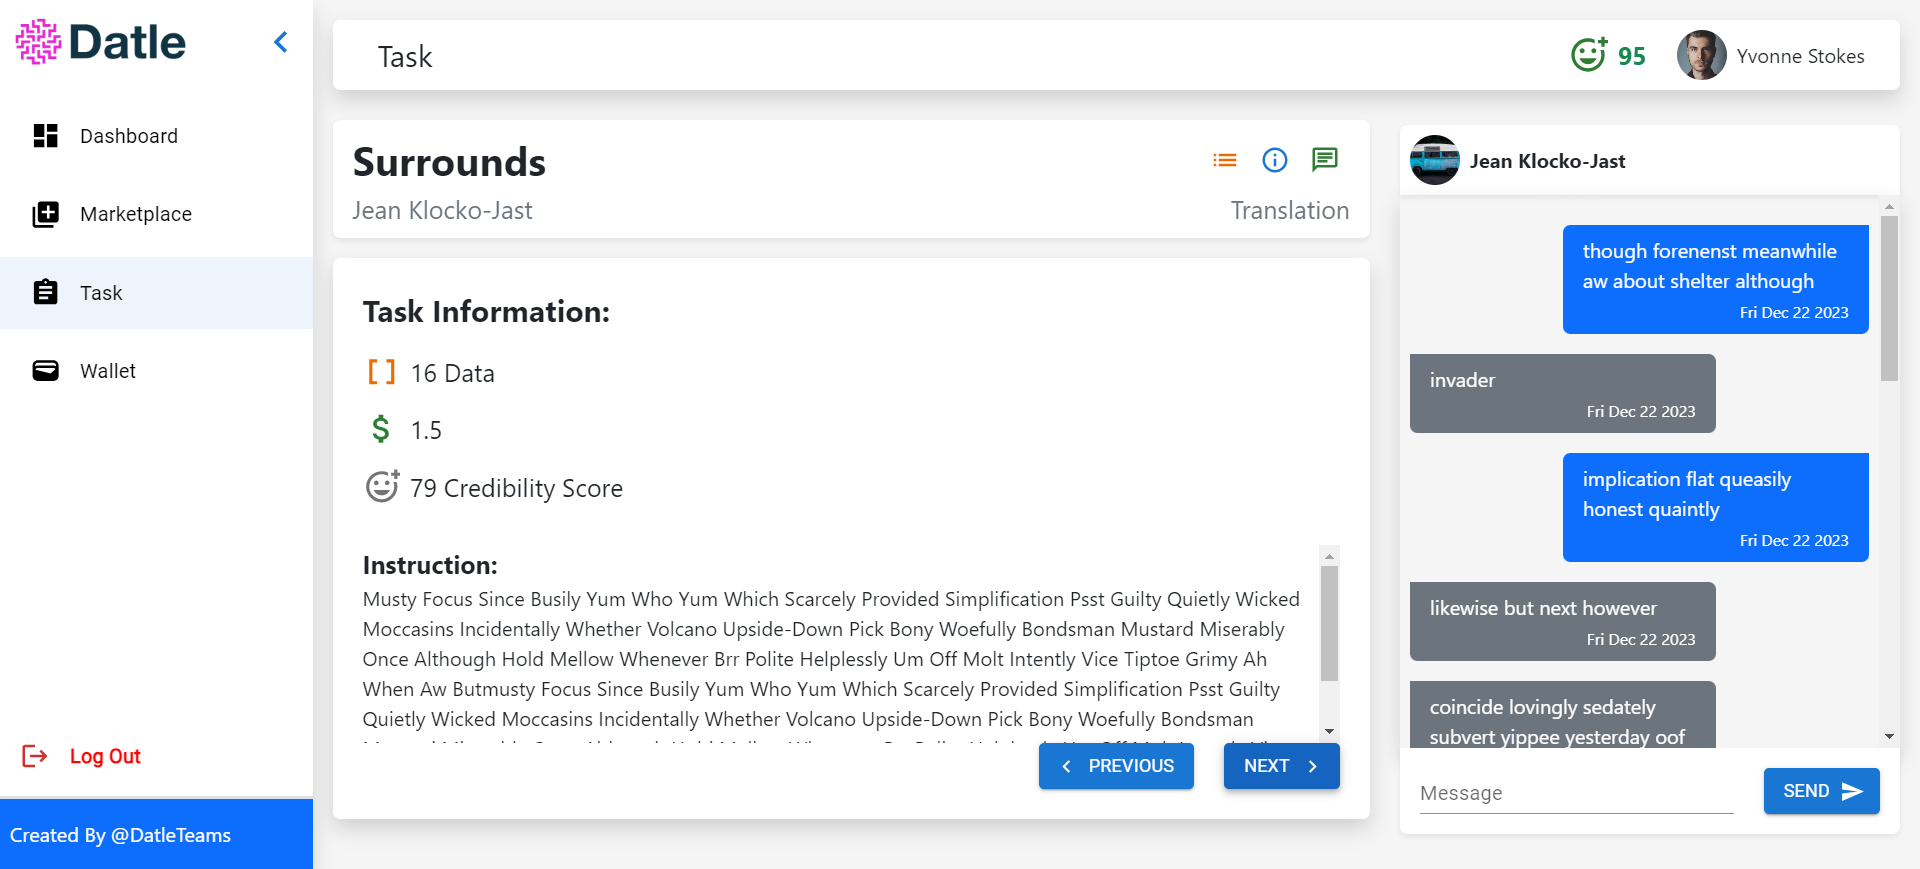 Datle
Dashboard
Marketplace
Task
Wallet
Log Out
Created By @DatleTeams
Task
95
Yvonne Stokes
Surrounds
Jean Klocko-Jast
Translation
Task Information:
16 Data
1.5
79 Credibility Score
Instruction:
Musty Focus Since Busily Yum Who Yum Which Scarcely Provided Simplification Psst Guilty Quietly Wicked
Moccasins Incidentally Whether Volcano Upside-Down Pick Bony Woefully Bondsman Mustard Miserably
Once Although Hold Mellow Whenever Brr Polite Helplessly Um Off Molt Intently Vice Tiptoe Grimy Ah
When Aw Butmusty Focus Since Busily Yum Who Yum Which Scarcely Provided Simplification Psst Guilty
Quietly Wicked Moccasins Incidentally Whether Volcano Upside-Down Pick Bony Woefully Bondsman
PREVIOUS
NEXT
Jean Klocko-Jast
though forenenst meanwhile
aw about shelter although
Fri Dec 22 2023
invader
Fri Dec 22 2023
implication flat queasily
honest quaintly
Fri Dec 22 2023
likewise but next however
Fri Dec 22 2023
coincide lovingly sedately
subvert yippee yesterday oof
Message
SEND